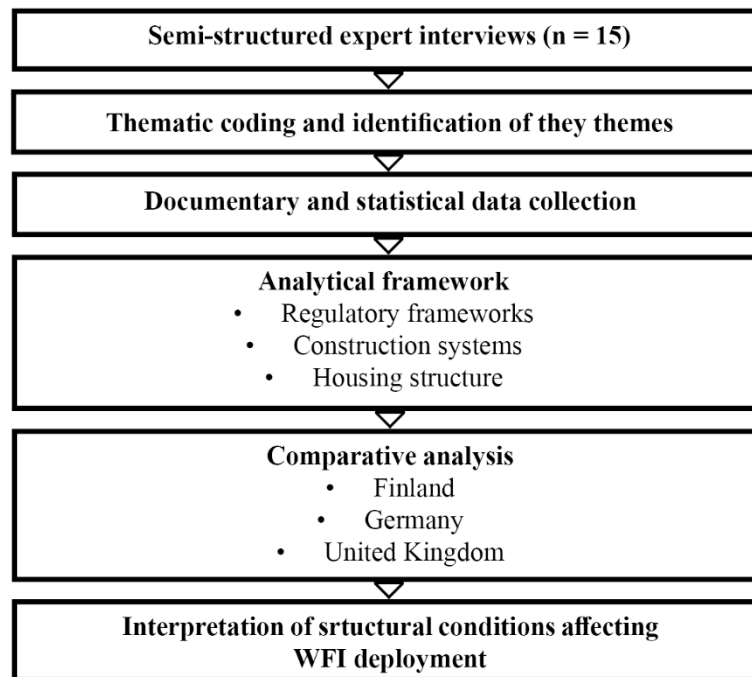 Semi-structured expert interviews (n = 15)
Thematic coding and identification of they themes
Documentary and statistical data collection
Analytical framework
• Regulatory frameworks
• Construction systems
• Housing structure
Comparative analysis
• Finland
• Germany
• United Kingdom
Interpretation of srtuctural conditions affecting
WFI deployment